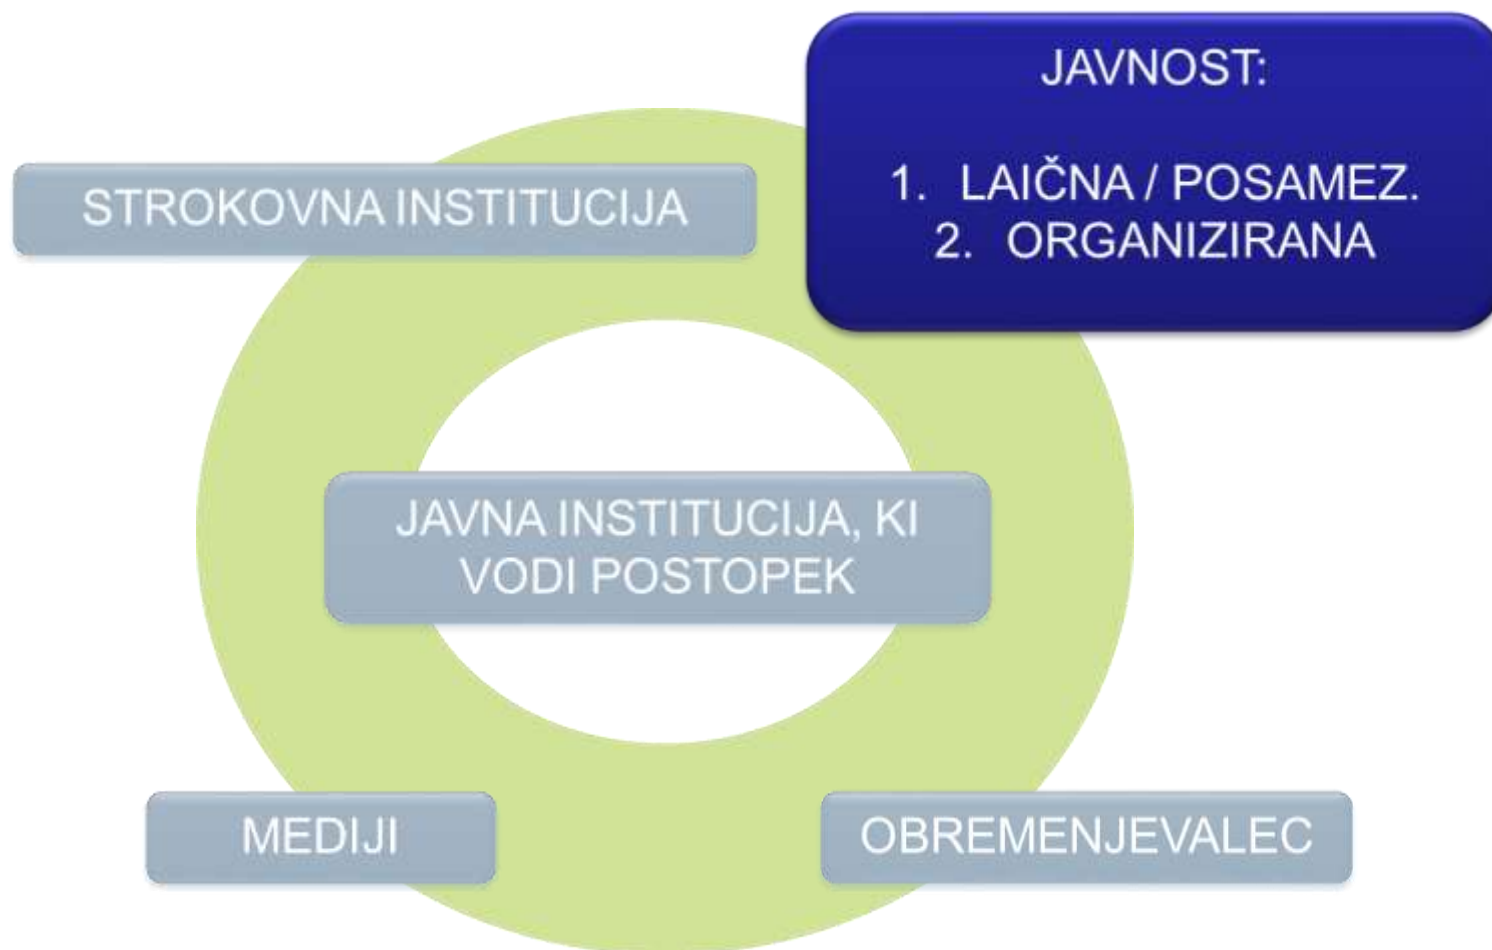 JAVNOST:
1. LAIČNA / POSAMEZ.
2. ORGANIZIRANA
STROKOVNA INSTITUCIJA
JAVNA INSTITUCIJA, KI
VODI POSTOPEK
MEDIJI
OBREMENJEVALEC